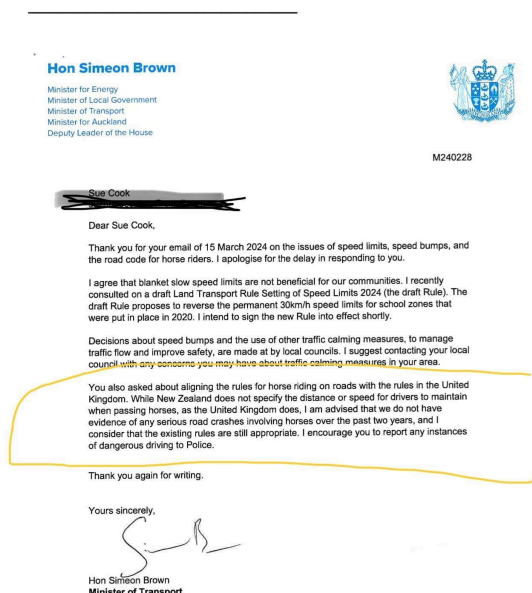 Hon Simeon Brown
Minister for Energy
Minister of Local Government
Minister of Transport
Minister for Auckland
Deputy Leader of the House
M240228
Sue Cook
Dear Sue Cook,
Thank you for your email of 15 March 2024 on the issues of speed limits, speed bumps, and
the road code for horse riders. I apologise for the delay in responding to you.
I agree that blanket slow speed limits are not beneficial for our communities. I recently
consulted on a draft Land Transport Rule Setting of Speed Limits 2024 (the draft Rule). The
draft Rule proposes to reverse the permanent 30km/h speed limits for school zones that
were put in place in 2020. I intend to sign the new Rule into effect shortly.
Decisions about speed bumps and the use of other traffic calming measures, to manage
traffic flow and improve safety, are made at by local councils. I suggest contacting your local
council with any concerns you may have about traffic calming measures in your area.
You also asked about aligning the rules for horse riding on roads with the rules in the United
Kingdom. While New Zealand does not specify the distance or speed for drivers to maintain
when passing horses, as the United Kingdom does, I am advised that we do not have
evidence of any serious road crashes involving horses over the past two years, and I
consider that the existing rules are still appropriate. I encourage you to report any instances
of dangerous driving to Police.
Thank you again for writing.
Yours sincerely,
Hon Simeon Brown
Minister of Transport